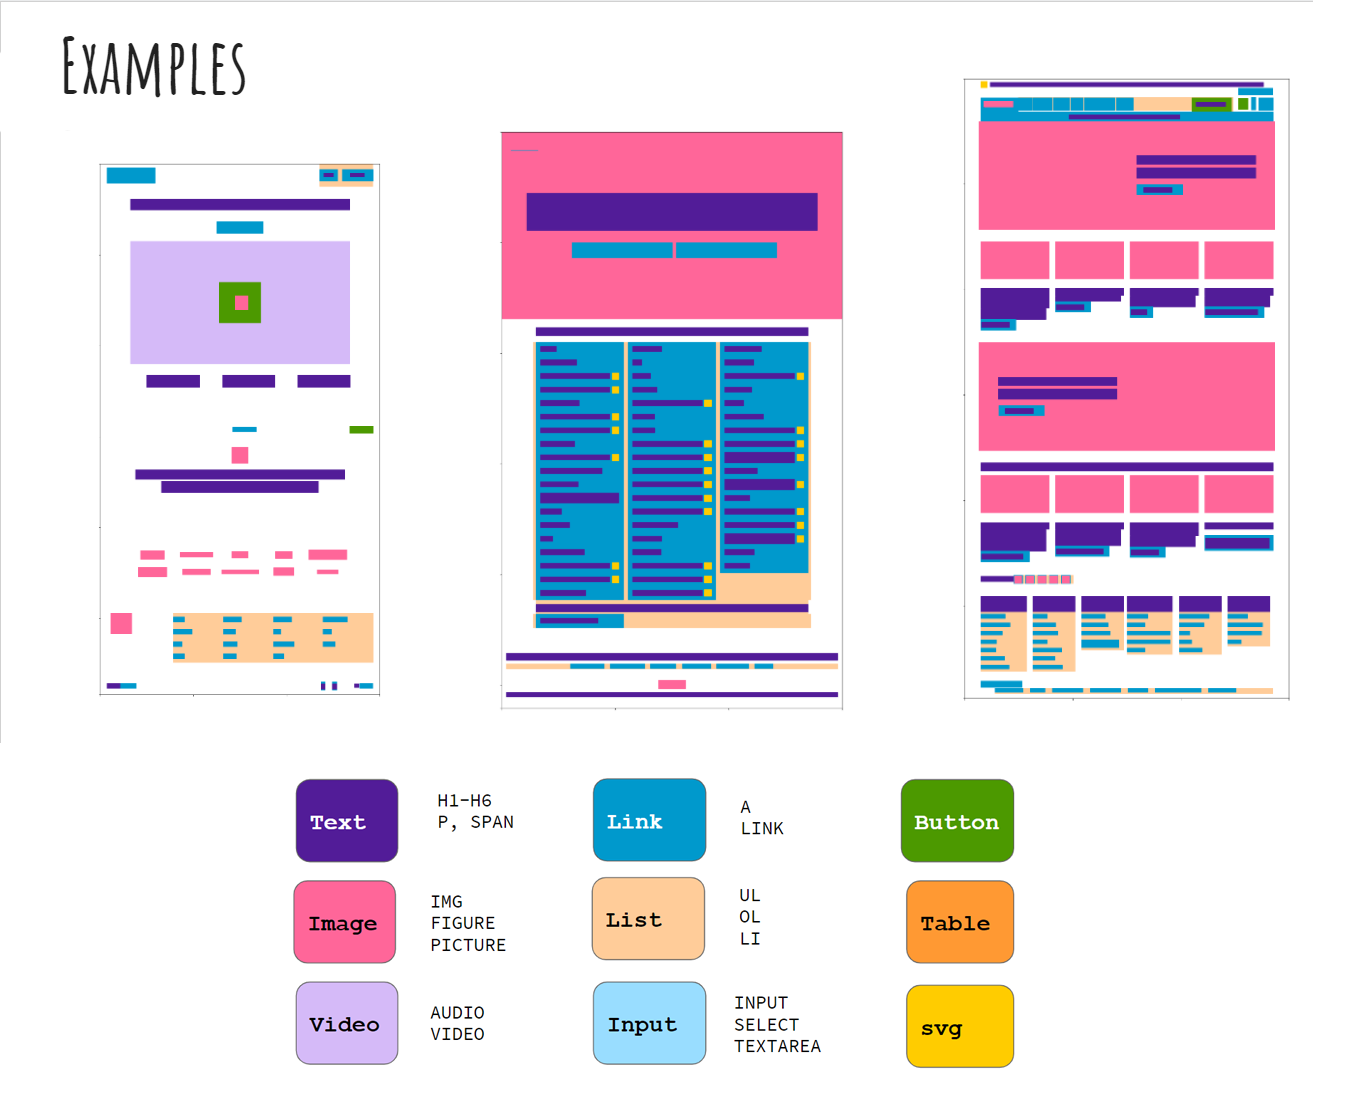 EXAMPLES
Text
H1-H6
P, SPAN
Link
A
LINK
Button
Image
IMG
FIGURE
PICTURE
List
UL
OL
LI
Table
Video
AUDIO
VIDEO
Input
INPUT
SELECT
TEXTAREA
svg